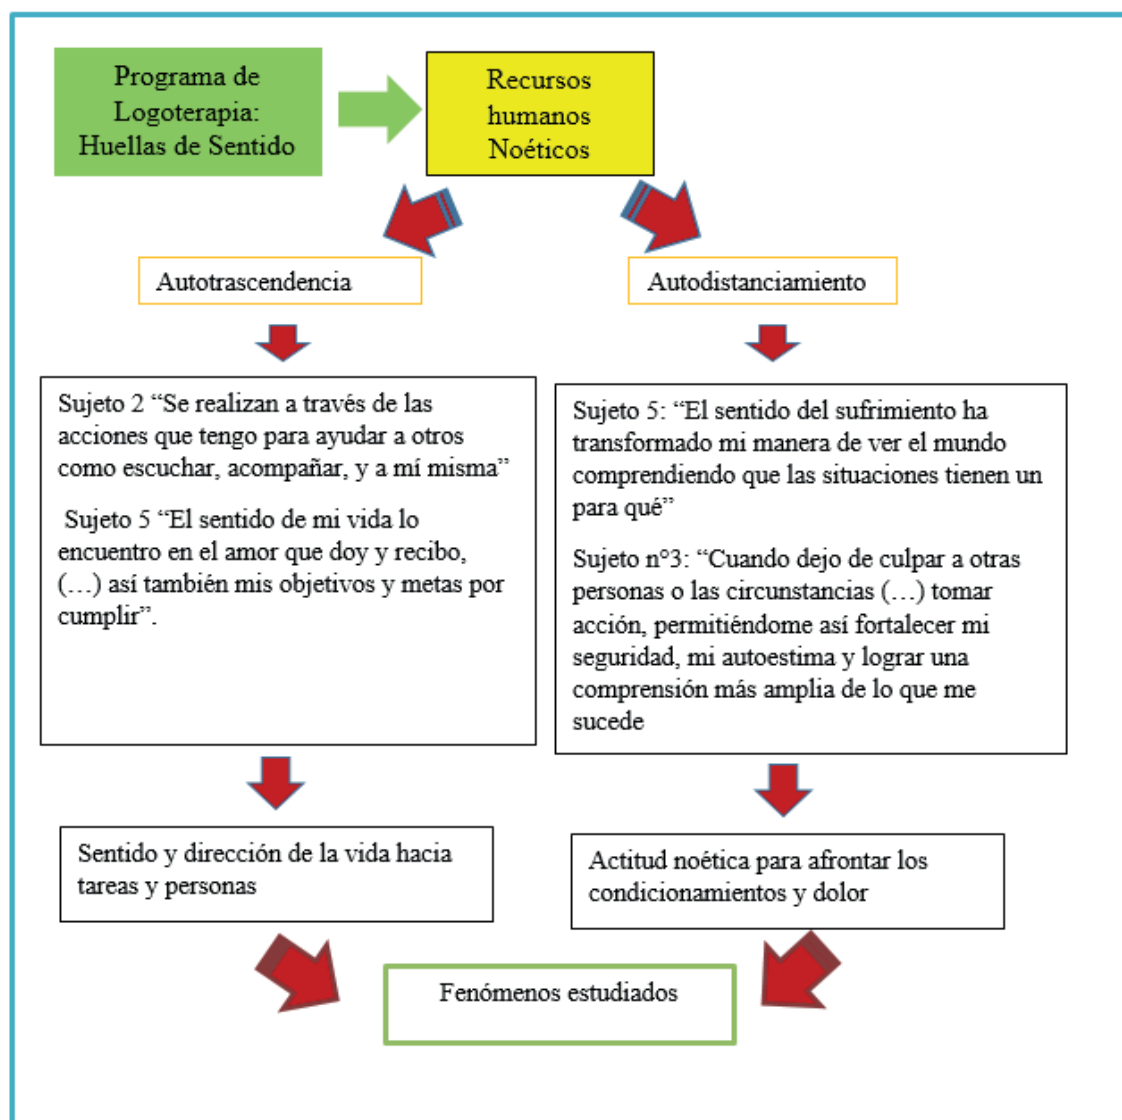 Programa de
Logoterapia:
Huellas de Sentido
Recursos
humanos
Noéticos
Autotrascendencia
Autodistanciamiento
Sujeto 2 “Se realizan a través de las
acciones que tengo para ayudar a otros
como escuchar, acompañar, y a mí misma”
Sujeto 5 “El sentido de mi vida lo
encuentro en el amor que doy y recibo,
(…) así también mis objetivos y metas por
cumplir”.
Sujeto 5: “El sentido del sufrimiento ha
transformado mi manera de ver el mundo
comprendiendo que las situaciones tienen un
para qué”
Sujeto n°3: “Cuando dejo de culpar a otras
personas o las circunstancias (…) tomar
acción, permitiéndome así fortalecer mi
seguridad, mi autoestima y lograr una
comprensión más amplia de lo que me
sucede
Sentido y dirección de la vida hacia
tareas y personas
Actitud noética para afrontar los
condicionamientos y dolor
Fenómenos estudiados